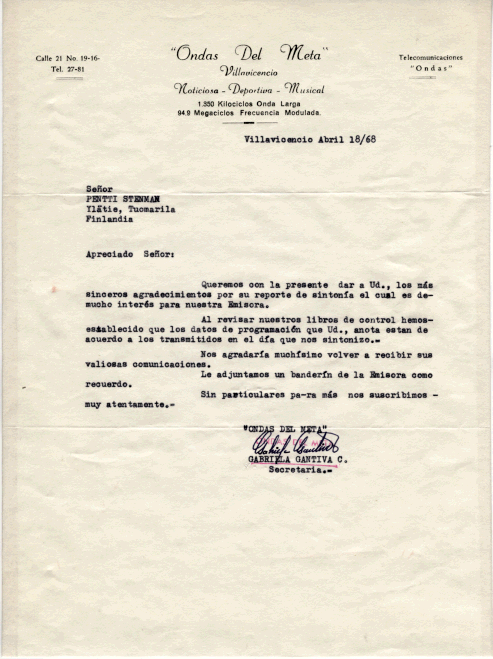 Calle 21 No. 19-16-
Tel. 27-81
"Ondas Del Meta"
Villavicencio
Noticiosa - Deportiva - Musical
1.350 Kilociclos Onda Larga
94.9 Megaciclos Frecuencia Modulada.
Telecomunicaciones
"Ondas"
Villavicencio Abril 18/68
Señor
PENTTI STENMAN
Ylätie, Tuomarila
Finlandia
Apreciado Señor:
Queremos con la presente dar a Ud., los más
sinceros agradecimientos por su reporte de sintonía el cual es de-
mucho interés para nuestra Emisora.
Al revisar nuestros libros de control hemos-
establecido que los datos de programación que Ud., anota estan de
acuerdo a los transmitidos en el día que nos sintonizo.-
Nos agradaría muchísimo volver a recibir sus
valiosas comunicaciones.
Le adjuntamos un banderín de la Emisora como
recuerdo.
Sin particulares pa-ra más nos suscribimos -
muy atentamente.-
"ONDAS DEL META"
GABRIELA GANTIVA C.
Secretaria.-